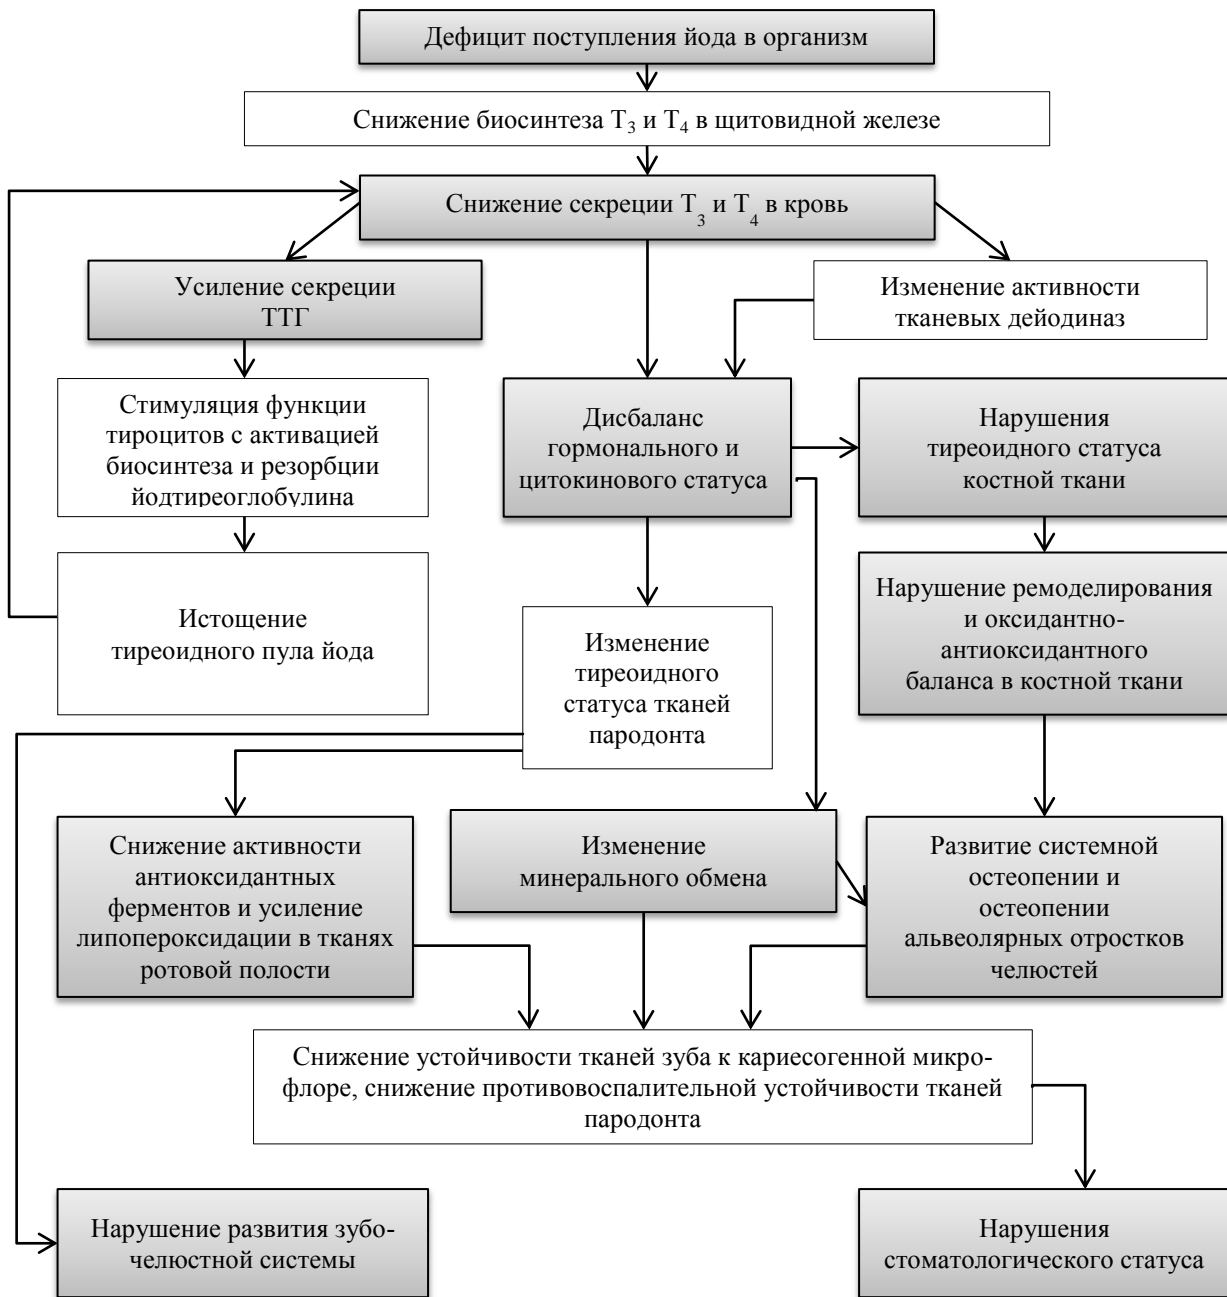 Дефицит поступления йода в организм
Снижение биосинтеза Т₃ и Т₄ в щитовидной железе
Снижение секреции Т₃ и Т₄ в кровь
Усиление секреции
ТТГ
Изменение активности
тканевых дейодиназ
Стимуляция функции
тироцитов с активацией
биосинтеза и резорбции
йодтиреоглобулина
Дисбаланс
гормонального и
цитокинового статуса
Нарушения
тиреоидного статуса
костной ткани
Истощение
тиреоидного пула йода
Изменение
тиреоидного
статуса тканей
пародонта
Нарушение ремоделирования
и оксидантно-
антиоксидантного
баланса в костной ткани
Снижение активности
антиоксидантных
ферментов и усиление
липопероксидации в тканях
ротовой полости
Изменение
минерального обмена
Развитие системной
остеопении и
остеопении
альвеолярных отростков
челюстей
Снижение устойчивости тканей зуба к кариесогенной микро-
флоре, снижение противовоспалительной устойчивости тканей
пародонта
Нарушение развития зубо-
челюстной системы
Нарушения
стоматологического статуса